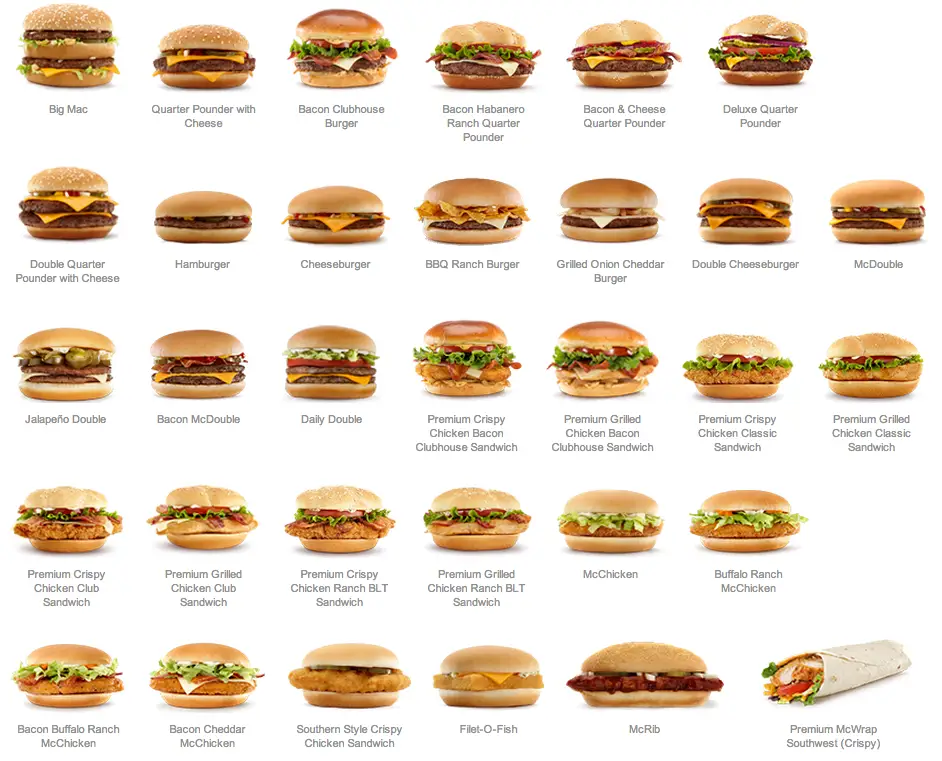 Big Mac
Quarter Pounder with
Cheese
Bacon Clubhouse
Burger
Bacon Habanero
Ranch Quarter
Pounder
Bacon & Cheese
Quarter Pounder
Deluxe Quarter
Pounder
Double Quarter
Pounder with Cheese
Hamburger
Cheeseburger
BBQ Ranch Burger
Grilled Onion Cheddar
Burger
Double Cheeseburger
McDouble
Jalapeño Double
Bacon McDouble
Daily Double
Premium Crispy
Chicken Bacon
Clubhouse Sandwich
Premium Grilled
Chicken Bacon
Clubhouse Sandwich
Premium Crispy
Chicken Classic
Sandwich
Premium Grilled
Chicken Classic
Sandwich
Premium Crispy
Chicken Club
Sandwich
Premium Grilled
Chicken Club
Sandwich
Premium Crispy
Chicken Ranch BLT
Sandwich
Premium Grilled
Chicken Ranch BLT
Sandwich
McChicken
Buffalo Ranch
McChicken
Bacon Buffalo Ranch
McChicken
Bacon Cheddar
McChicken
Southern Style Crispy
Chicken Sandwich
Filet-O-Fish
McRib
Premium McWrap
Southwest (Crispy)